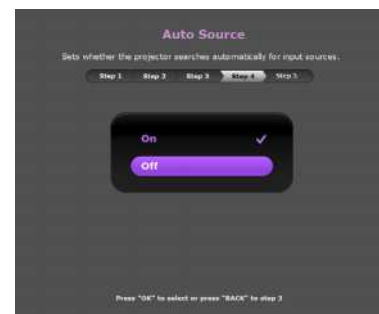 Auto Source
Sets whether the projector searches automatically for input sources.
Step 1 Step 2 Step 3 Step 4 Step 5
On
Off
Press "OK" to select or press "BACK" to step 3